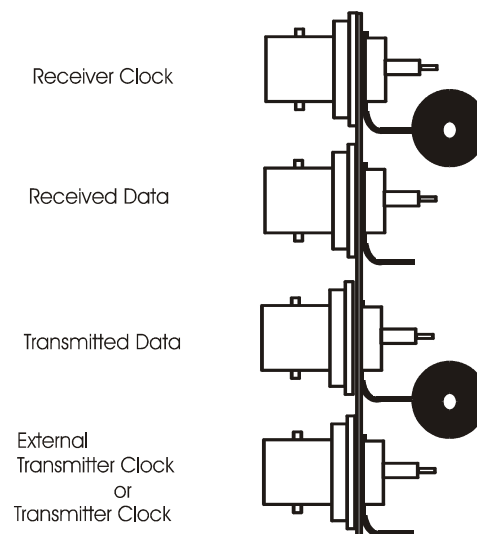 Receiver Clock
Received Data
Transmitted Data
External
Transmitter Clock
or
Transmitter Clock